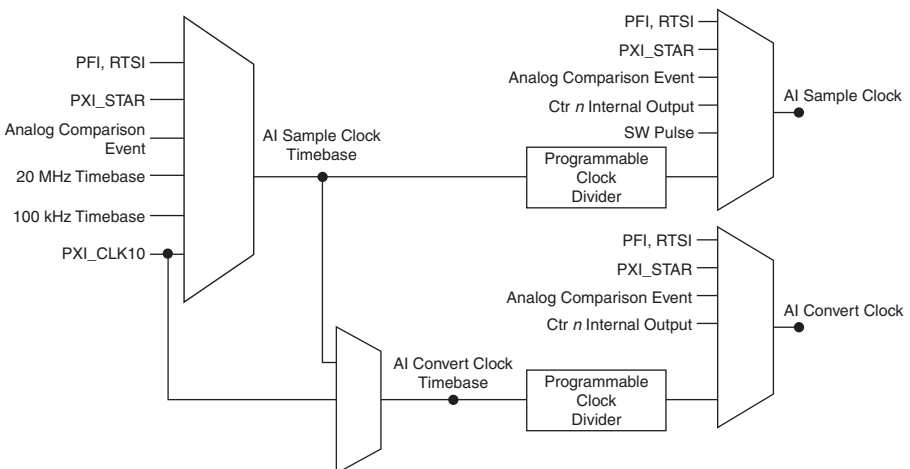 PFI, RTSI
PXI_STAR
Analog Comparison
Event
20 MHz Timebase
100 kHz Timebase
PXI_CLK10
AI Sample Clock
Timebase
PFI, RTSI
PXI_STAR
Analog Comparison Event
Ctr n Internal Output
SW Pulse
Programmable
Clock
Divider
AI Sample Clock
AI Convert Clock
Timebase
PFI, RTSI
PXI_STAR
Analog Comparison Event
Ctr n Internal Output
Programmable
Clock
Divider
AI Convert Clock